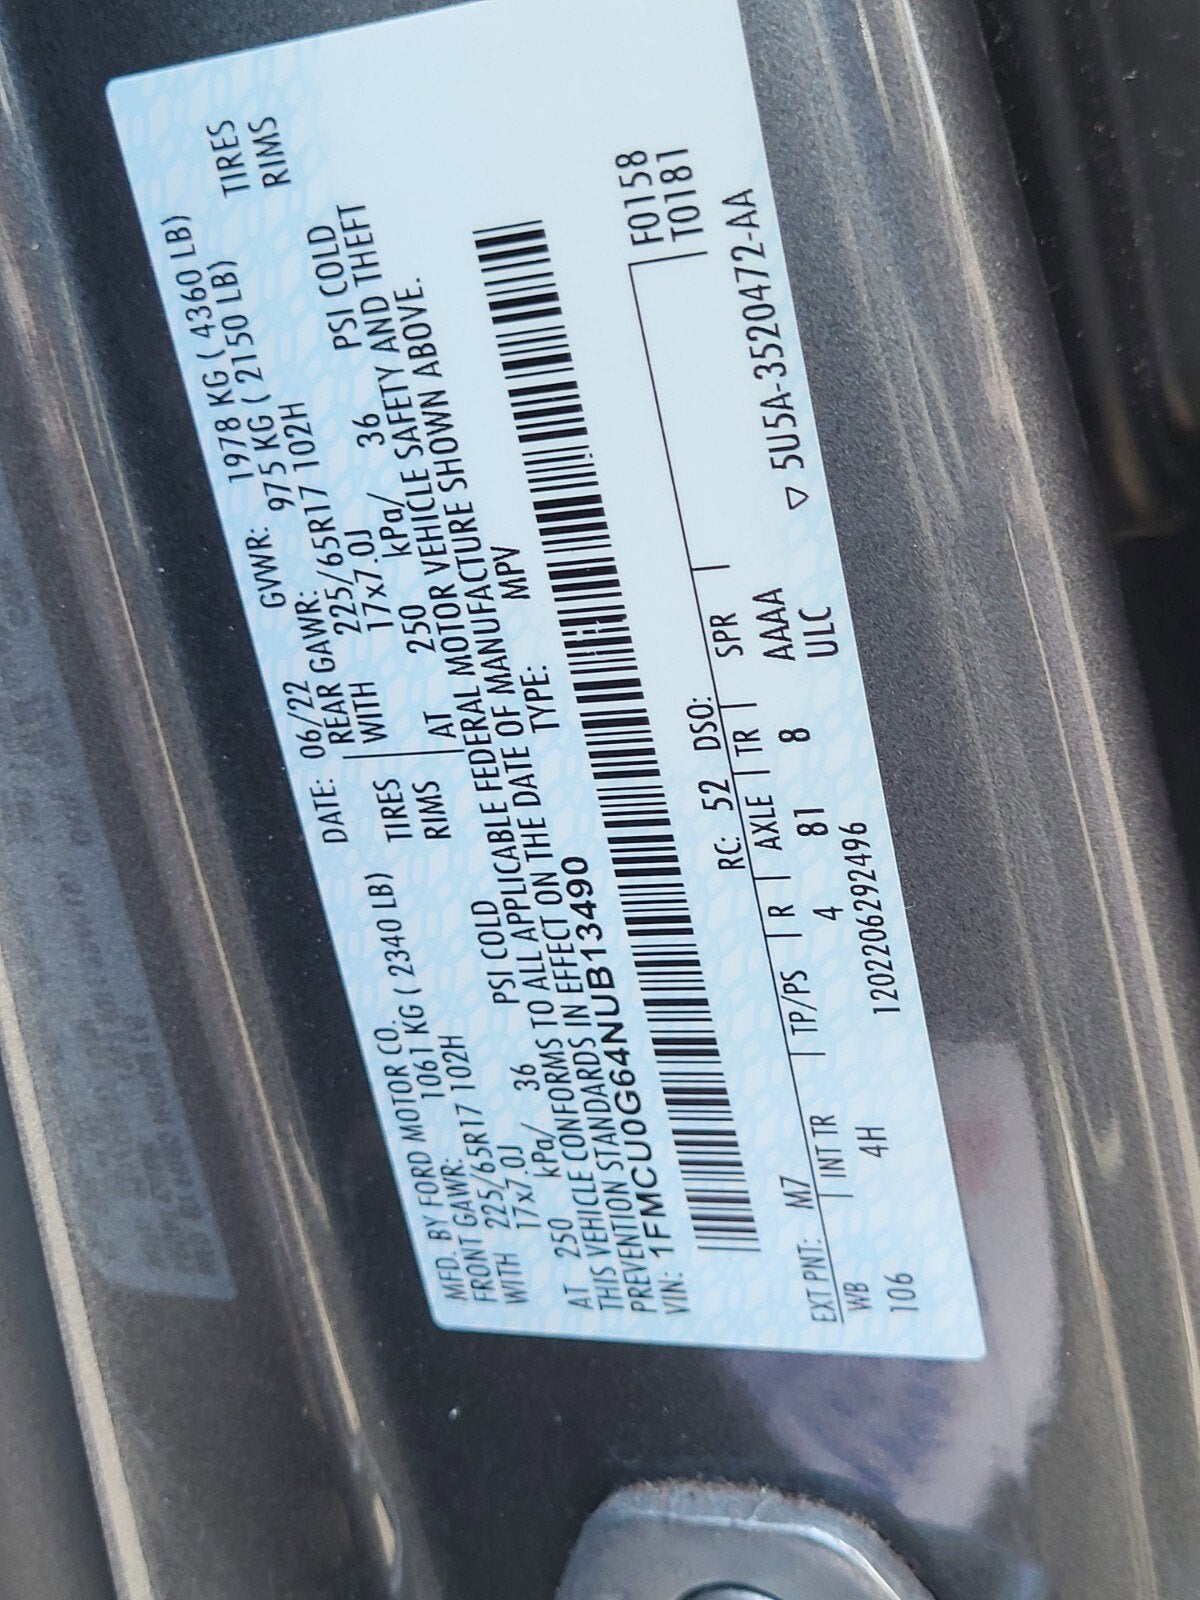 MFD. BY FORD MOTOR CO. DATE: 06/22 GVWR: 1978 KG ( 4360 LB)
FRONT GAWR: 1061 KG ( 2340 LB) REAR GAWR: 975 KG ( 2150 LB)
WITH 225/65R17 102H TIRES WITH 225/65R17 102H TIRES
17x7.0J RIMS 17x7.0J RIMS
AT 250 kPa/ 36 PSI COLD AT 250 kPa/ 36 PSI COLD
THIS VEHICLE CONFORMS TO ALL APPLICABLE FEDERAL MOTOR VEHICLE SAFETY AND THEFT
PREVENTION STANDARDS IN EFFECT ON THE DATE OF MANUFACTURE SHOWN ABOVE.
VIN: 1FMCU0G64NUB13490 TYPE: MPV
F0158
T0181
EXT PNT: M7 RC: 52 DSO:
WB INT TR TP/PS R AXLE TR SPR
106 4H 4 81 8 AAAA
ULC
1202206292496
▽ 5U5A-3520472-AA